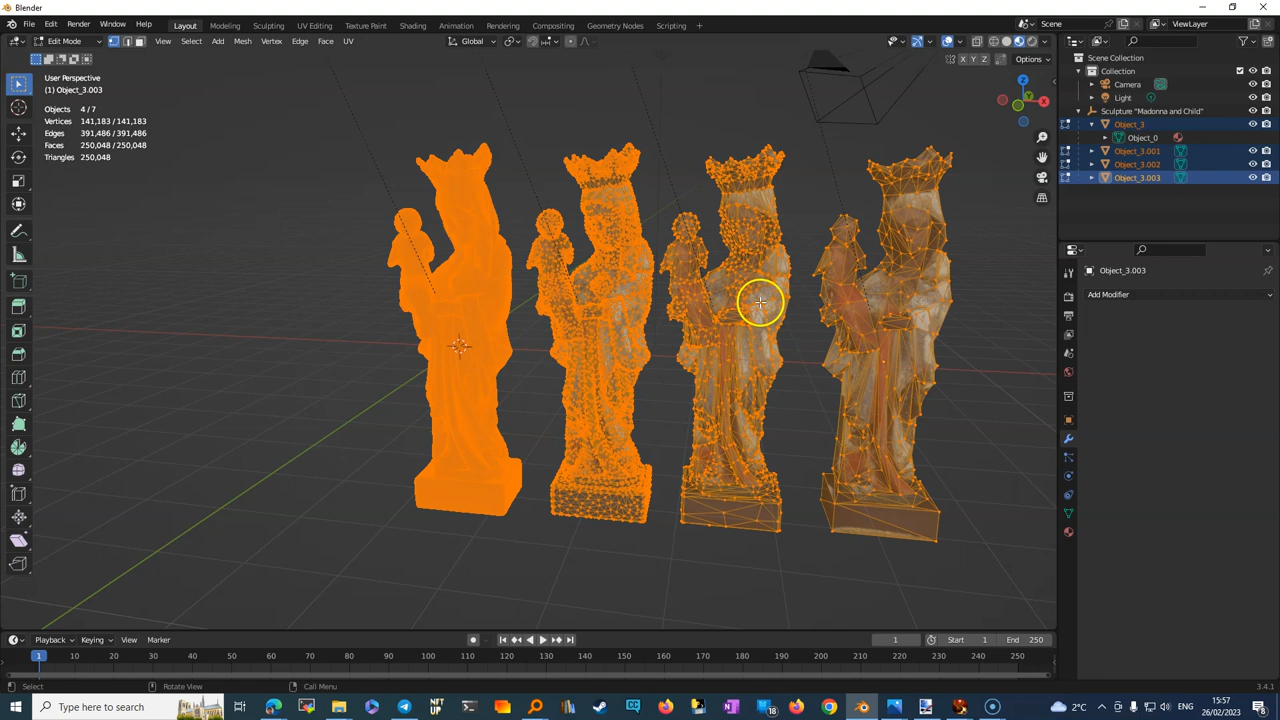 Blender
File Edit Render Window Help Layout Modeling Sculpting UV Editing Texture Paint Shading Animation Rendering Compositing Geometry Nodes Scripting + Scene ViewLayer
Edit Mode View Select Add Mesh Vertex Edge Face UV Global
X Y Z Options
User Perspective
(1) Object_3.003
Objects 4 / 7
Vertices 141,183 / 141,183
Edges 391,486 / 391,486
Faces 250,048 / 250,048
Triangles 250,048
Z
Y
X
Scene Collection
Collection
Camera
Light
Sculpture "Madonna and Child"
Object_3
Object_0
Object_3.001
Object_3.002
Object_3.003
Object_3.003
Add Modifier
Playback Keying View Marker 1 Start 1 End 250
1 10 20 30 40 50 60 70 80 90 100 110 120 130 140 150 160 170 180 190 200 210 220 230 240 250
Select Rotate View Call Menu 3.4.1
Type here to search NFT UP CC 18 2°C ENG 15:57 26/02/2023